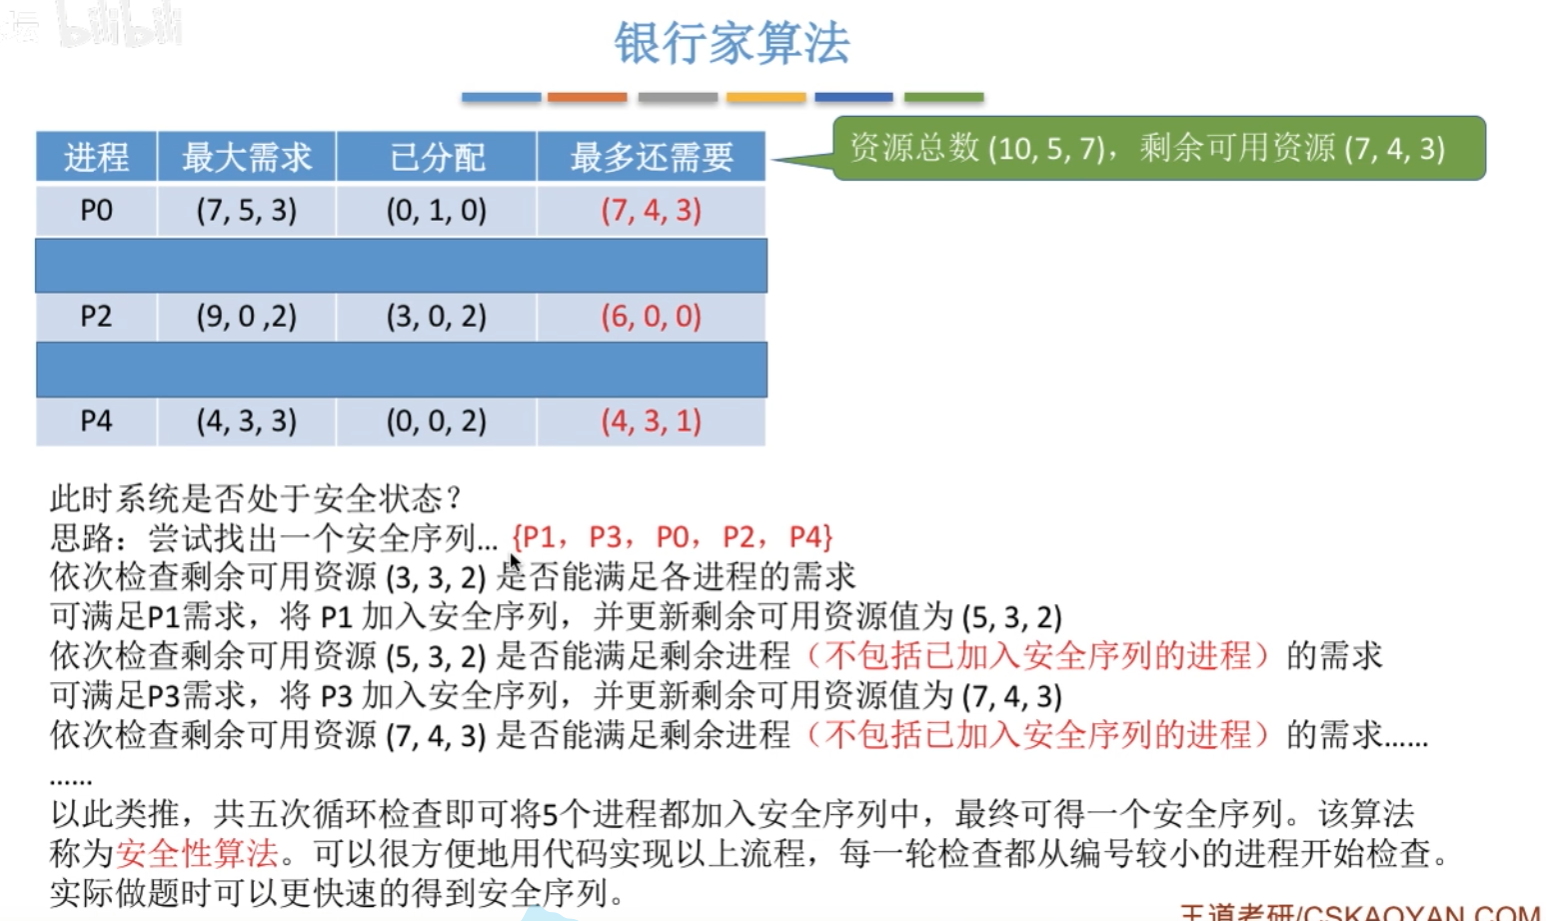 坛 bilibili
银行家算法
资源总数 (10, 5, 7)，剩余可用资源 (7, 4, 3)
进程 最大需求 已分配 最多还需要
P0 (7, 5, 3) (0, 1, 0) (7, 4, 3)
P2 (9, 0 ,2) (3, 0, 2) (6, 0, 0)
P4 (4, 3, 3) (0, 0, 2) (4, 3, 1)
此时系统是否处于安全状态？
思路：尝试找出一个安全序列... {P1，P3，P0，P2，P4}
依次检查剩余可用资源 (3, 3, 2) 是否能满足各进程的需求
可满足P1需求，将 P1 加入安全序列，并更新剩余可用资源值为 (5, 3, 2)
依次检查剩余可用资源 (5, 3, 2) 是否能满足剩余进程（不包括已加入安全序列的进程）的需求
可满足P3需求，将 P3 加入安全序列，并更新剩余可用资源值为 (7, 4, 3)
依次检查剩余可用资源 (7, 4, 3) 是否能满足剩余进程（不包括已加入安全序列的进程）的需求......
......
以此类推，共五次循环检查即可将5个进程都加入安全序列中，最终可得一个安全序列。该算法
称为安全性算法。可以很方便地用代码实现以上流程，每一轮检查都从编号较小的进程开始检查。
实际做题时可以更快速的得到安全序列。
王道考研/CSKAOYAN.COM